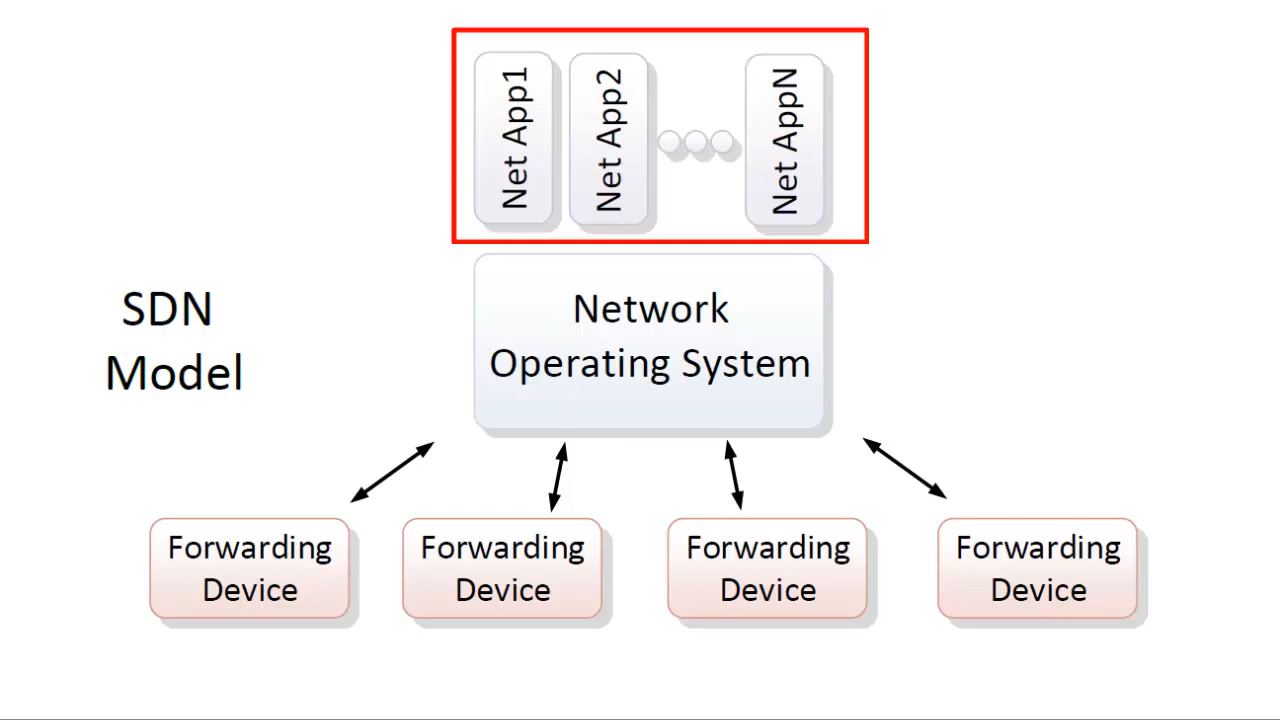 Net App1
Net App2
Net AppN
SDN
Model
Network
Operating System
Forwarding
Device
Forwarding
Device
Forwarding
Device
Forwarding
Device